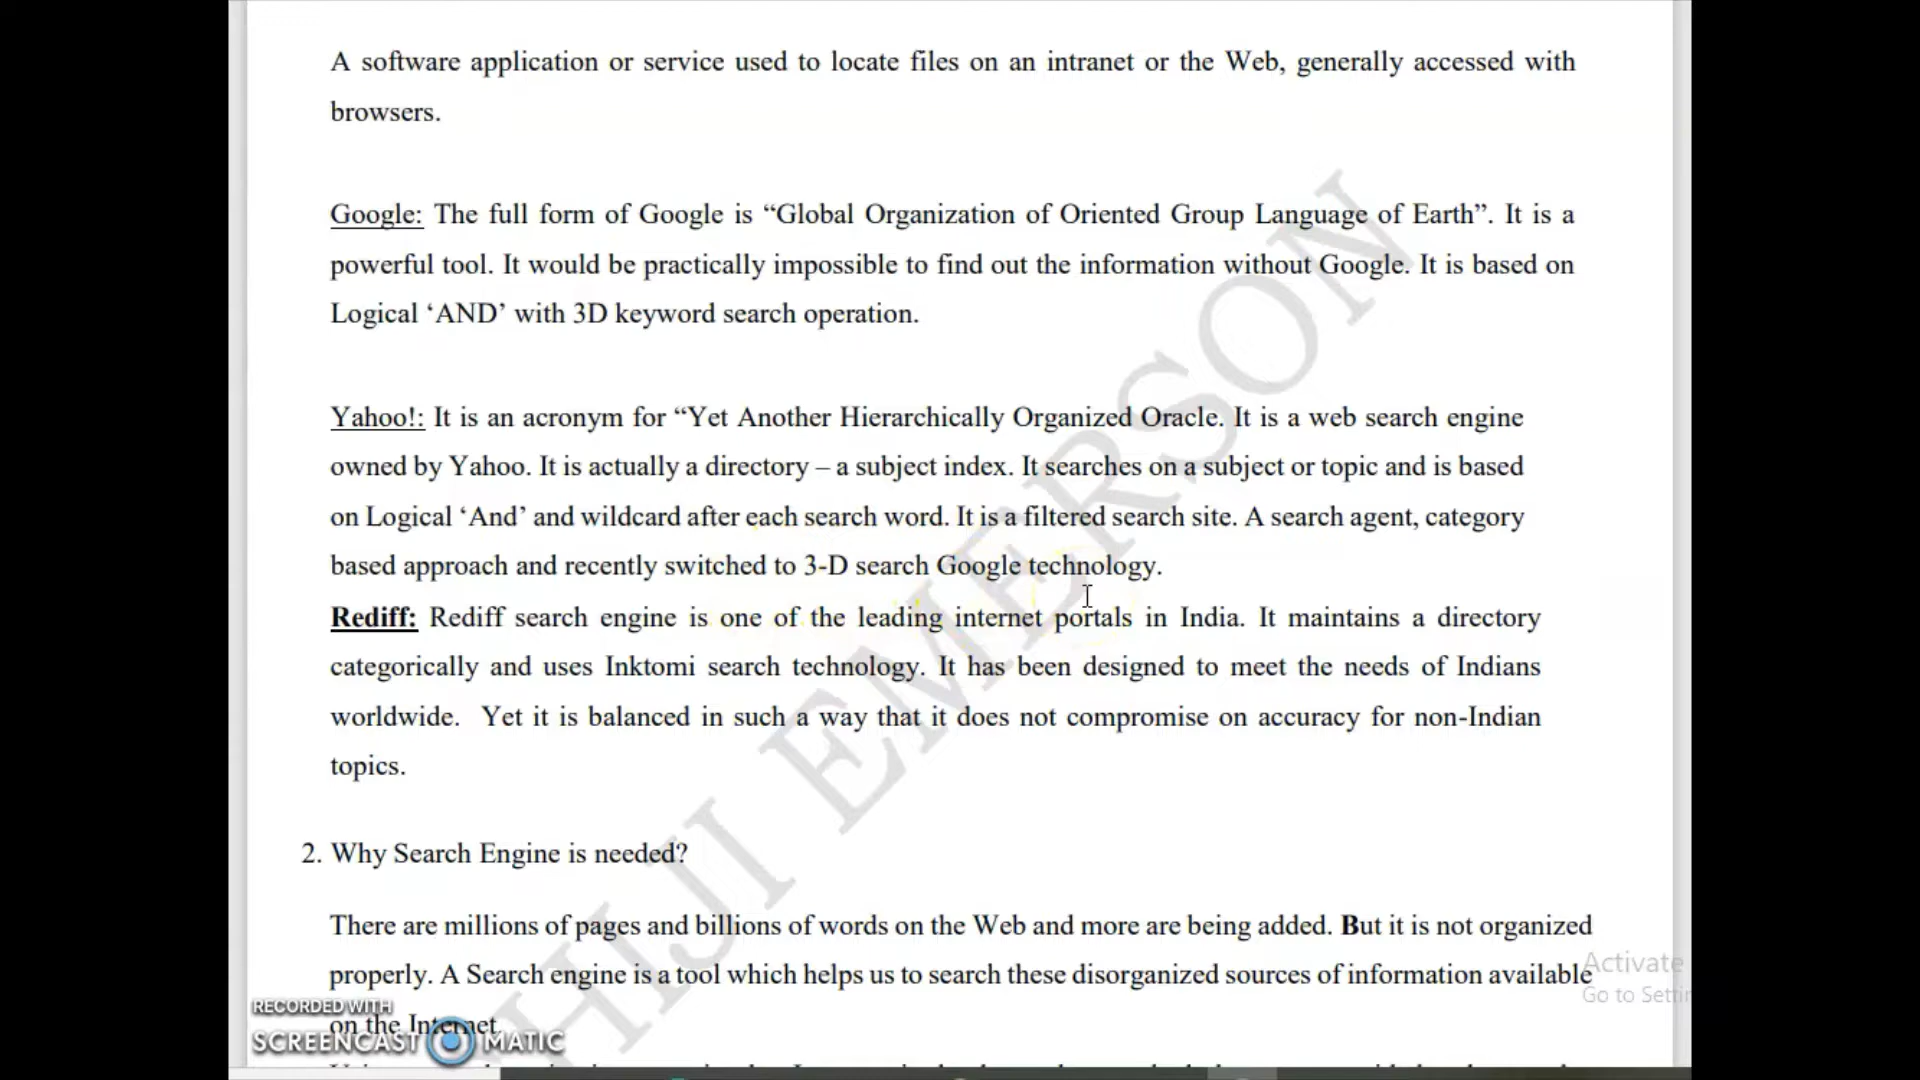 A software application or service used to locate files on an intranet or the Web, generally accessed with
browsers.
Google: The full form of Google is “Global Organization of Oriented Group Language of Earth”. It is a
powerful tool. It would be practically impossible to find out the information without Google. It is based on
Logical ‘AND’ with 3D keyword search operation.
Yahoo!: It is an acronym for “Yet Another Hierarchically Organized Oracle. It is a web search engine
owned by Yahoo. It is actually a directory – a subject index. It searches on a subject or topic and is based
on Logical ‘And’ and wildcard after each search word. It is a filtered search site. A search agent, category
based approach and recently switched to 3-D search Google technology.
Rediff: Rediff search engine is one of the leading internet portals in India. It maintains a directory
categorically and uses Inktomi search technology. It has been designed to meet the needs of Indians
worldwide. Yet it is balanced in such a way that it does not compromise on accuracy for non-Indian
topics.
2. Why Search Engine is needed?
There are millions of pages and billions of words on the Web and more are being added. But it is not organized
properly. A Search engine is a tool which helps us to search these disorganized sources of information available
on the Internet.
Activate
Go to
RECORDED WITH
SCREENCAST MATIC
EMERSON